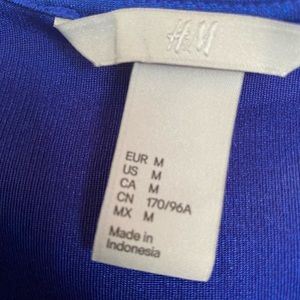 H&M
EUR M
US M
CA M
CN 170/96A
MX M
Made in
Indonesia